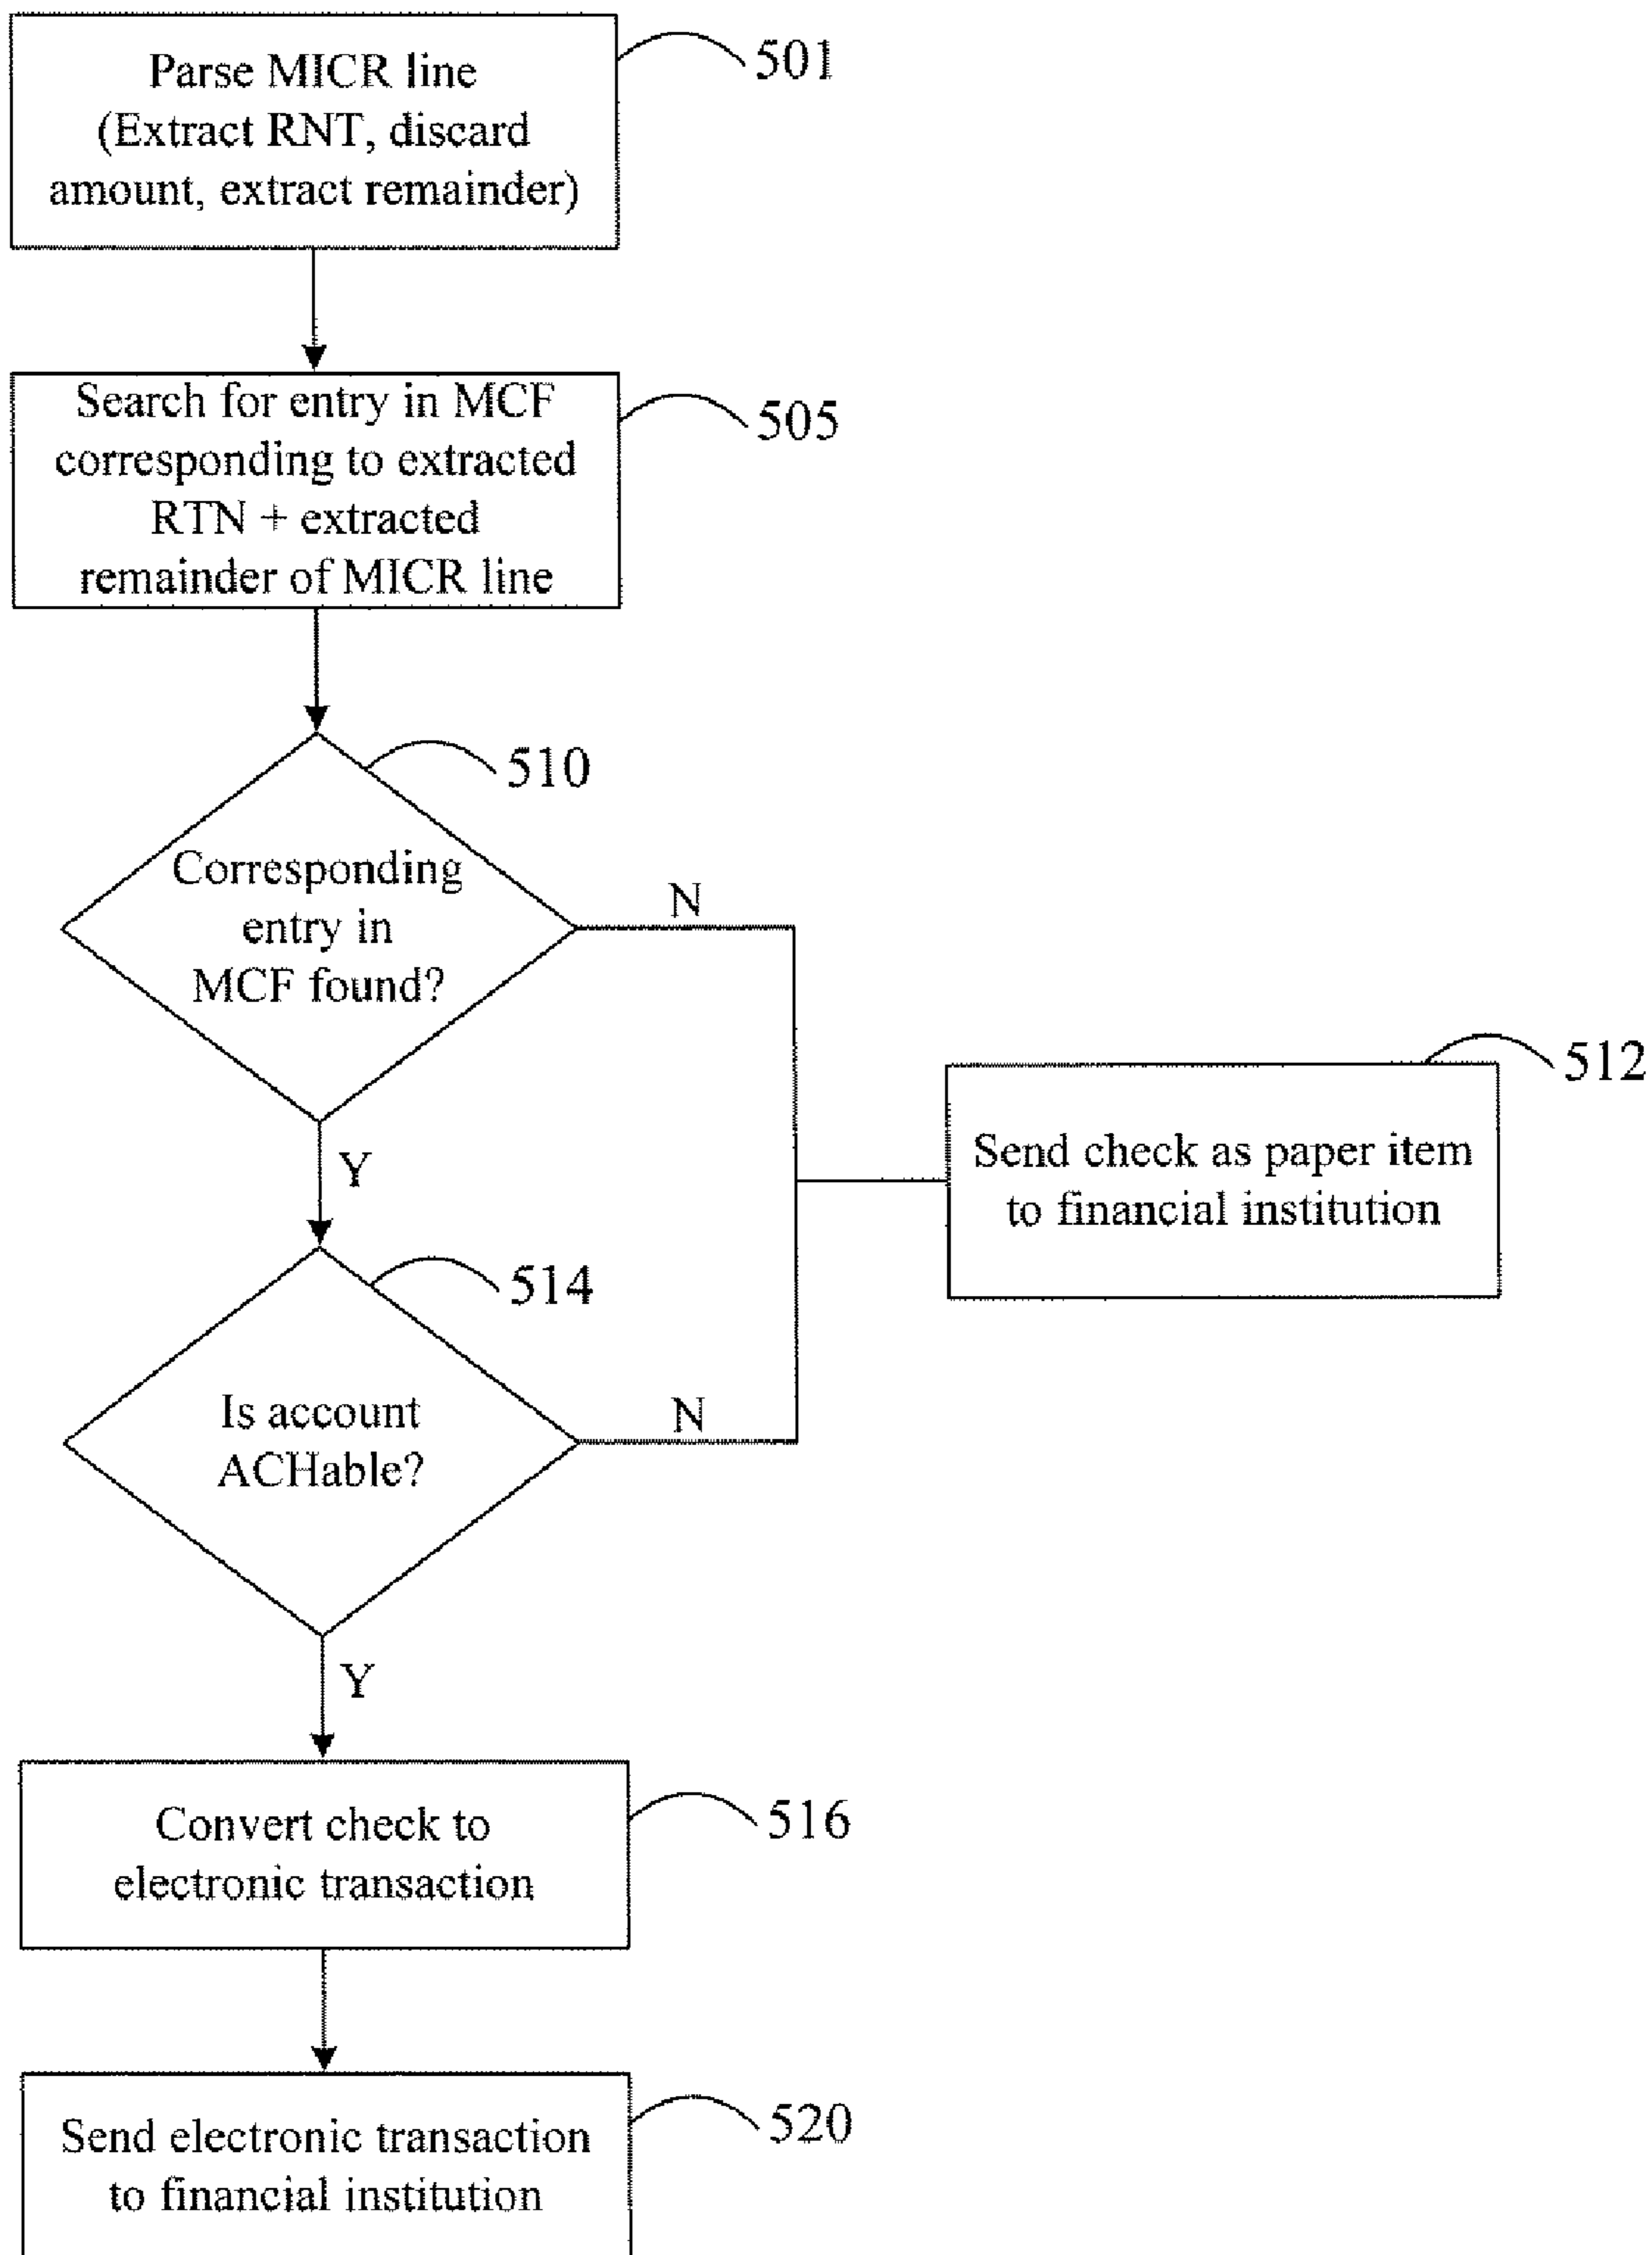 Parse MICR line
(Extract RNT, discard
amount, extract remainder)
501
Search for entry in MCF
corresponding to extracted
RTN + extracted
remainder of MICR line
505
510
Corresponding
entry in
MCF found?
N
Y
512
Send check as paper item
to financial institution
514
Is account
ACHable?
N
Y
Convert check to
electronic transaction
516
Send electronic transaction
to financial institution
520